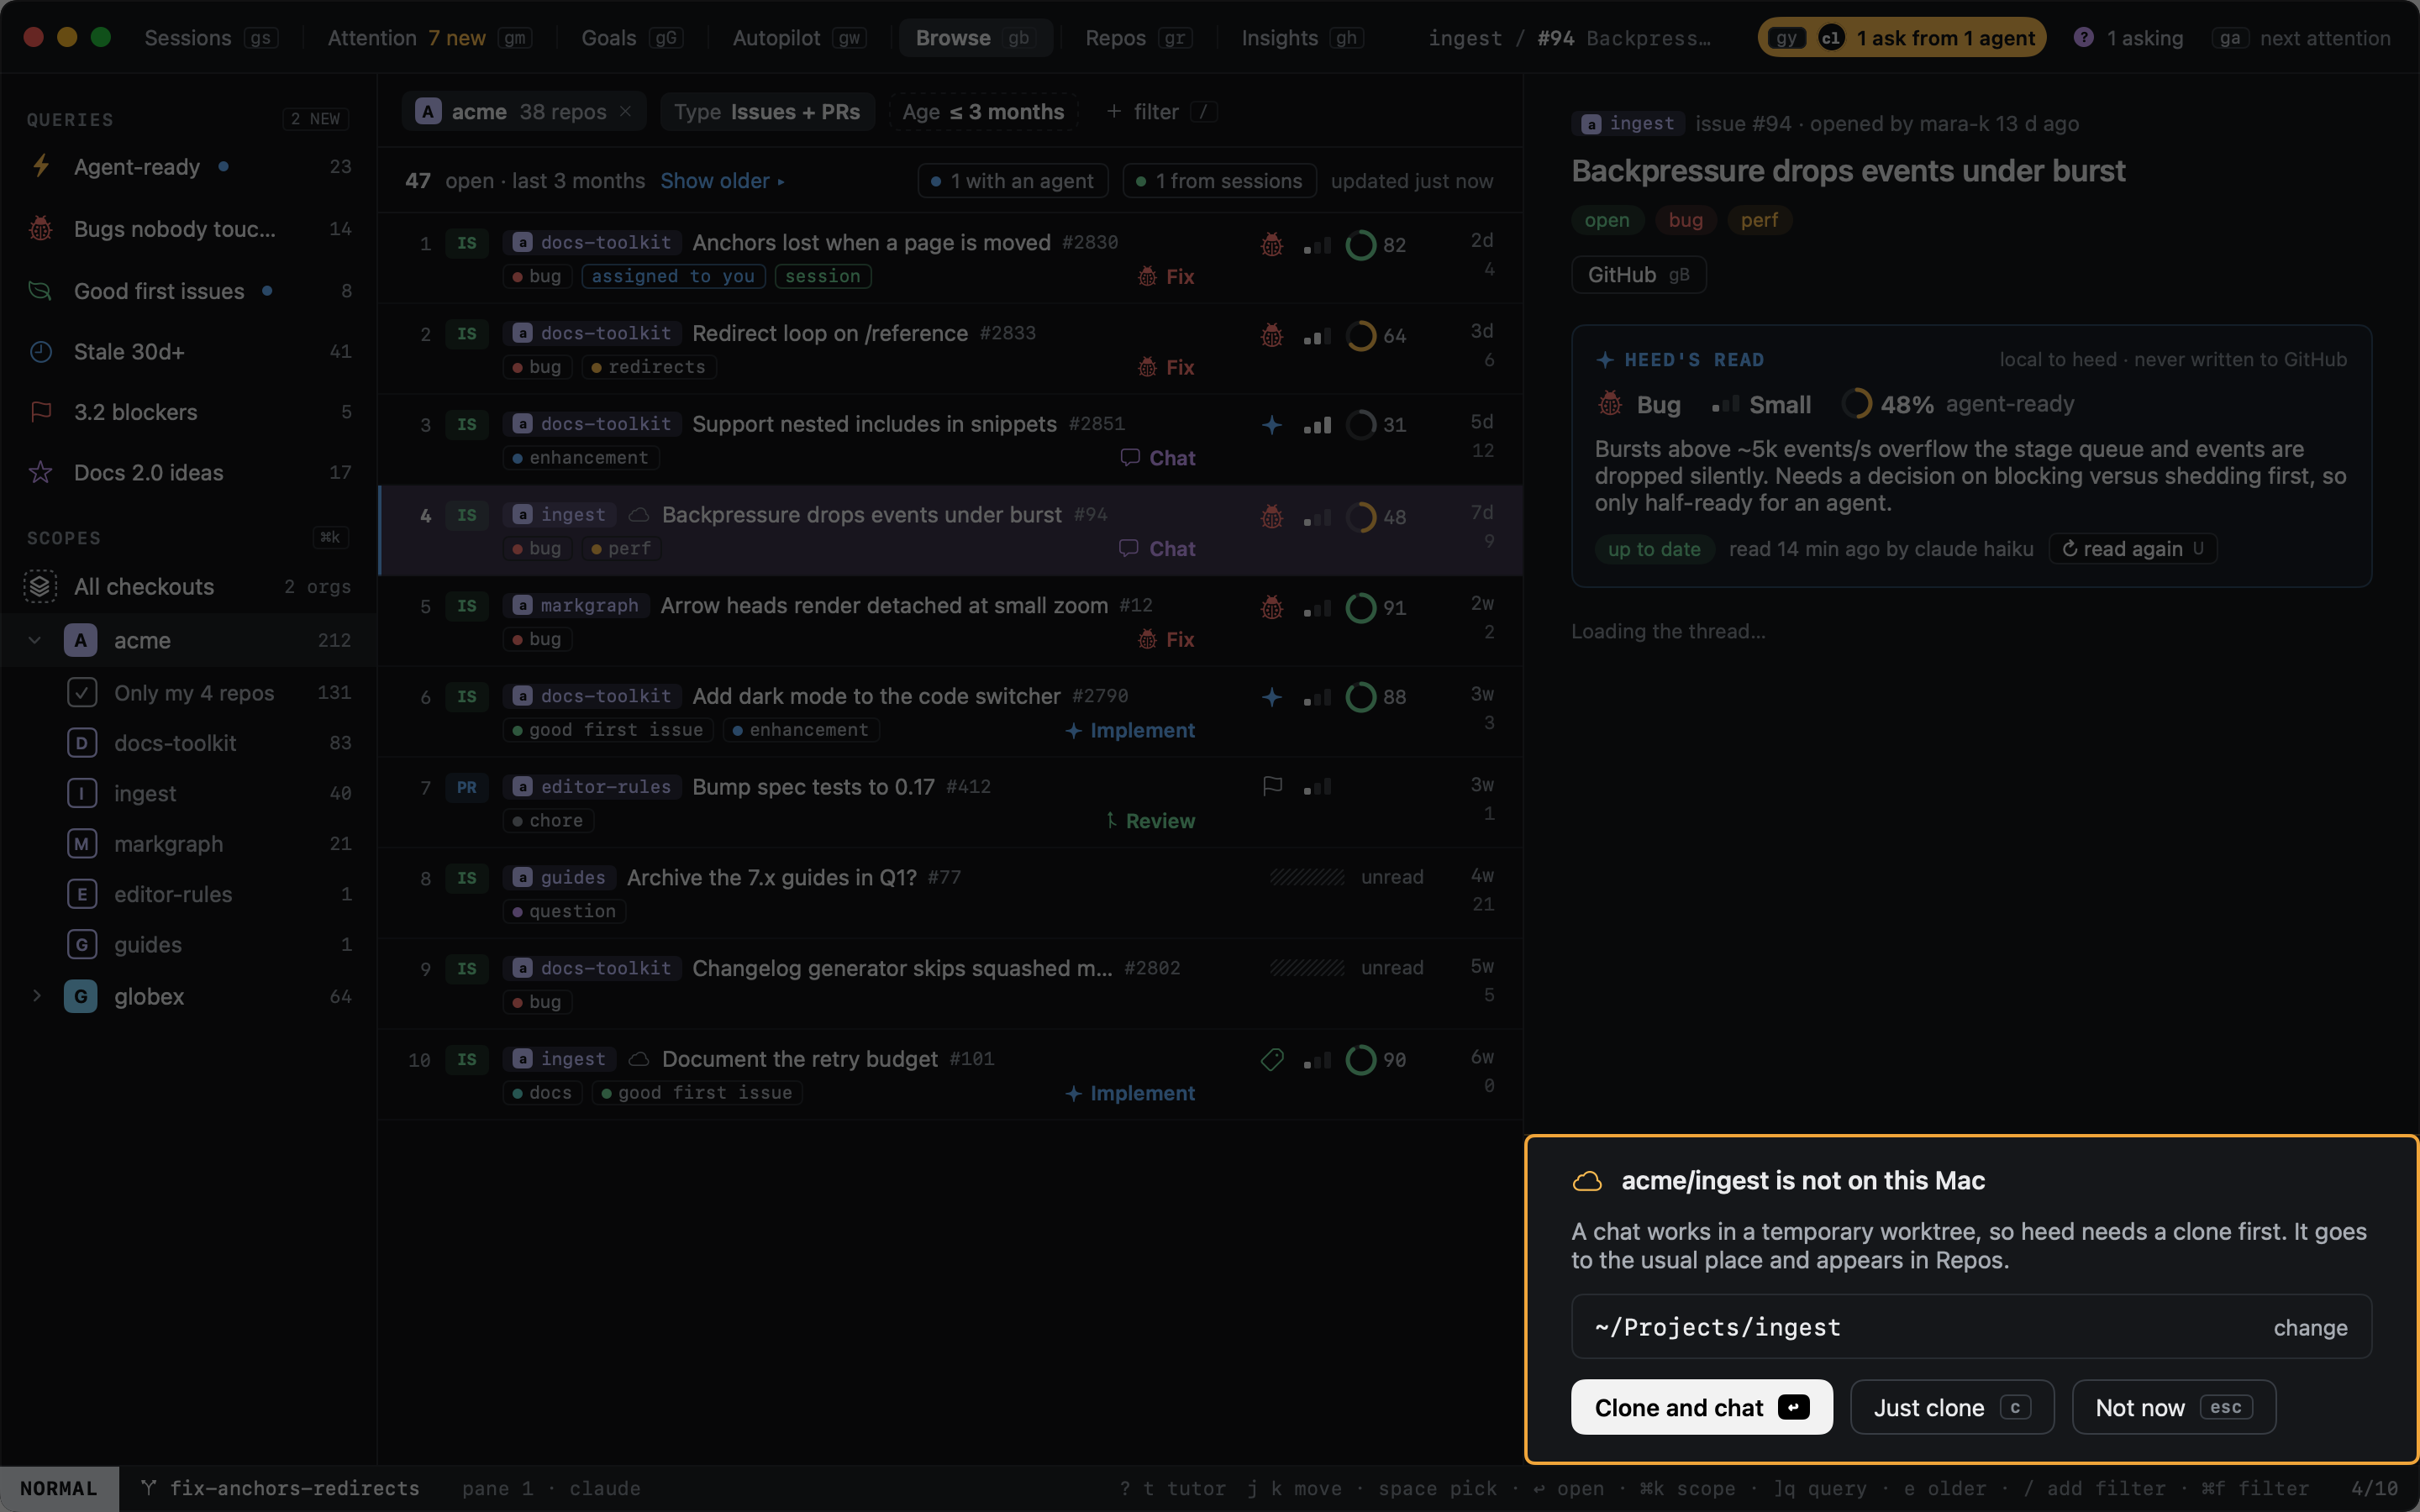 Sessions gs Attention 7 new gm Goals gG Autopilot gw Browse gb Repos gr Insights gh ingest / #94 Backpress… gy cl 1 ask from 1 agent ? 1 asking ga next attention
QUERIES 2 NEW
Agent-ready 23
Bugs nobody touc… 14
Good first issues 8
Stale 30d+ 41
3.2 blockers 5
Docs 2.0 ideas 17
SCOPES ⌘k
All checkouts 2 orgs
A acme 212
Only my 4 repos 131
D docs-toolkit 83
I ingest 40
M markgraph 21
E editor-rules 1
G guides 1
G globex 64
A acme 38 repos × Type Issues + PRs Age ≤ 3 months + filter /
47 open · last 3 months Show older ▸ 1 with an agent 1 from sessions updated just now
1 IS a docs-toolkit Anchors lost when a page is moved #2830 82 2d
bug assigned to you session Fix 4
2 IS a docs-toolkit Redirect loop on /reference #2833 64 3d
bug redirects Fix 6
3 IS a docs-toolkit Support nested includes in snippets #2851 31 5d
enhancement Chat 12
4 IS a ingest Backpressure drops events under burst #94 48 7d
bug perf Chat 9
5 IS a markgraph Arrow heads render detached at small zoom #12 91 2w
bug Fix 2
6 IS a docs-toolkit Add dark mode to the code switcher #2790 88 3w
good first issue enhancement Implement 3
7 PR a editor-rules Bump spec tests to 0.17 #412 3w
chore Review 1
8 IS a guides Archive the 7.x guides in Q1? #77 unread 4w
question 21
9 IS a docs-toolkit Changelog generator skips squashed m… #2802 unread 5w
bug 5
10 IS a ingest Document the retry budget #101 90 6w
docs good first issue Implement 0
a ingest issue #94 · opened by mara-k 13 d ago
Backpressure drops events under burst
open bug perf
GitHub gB
HEED'S READ local to heed · never written to GitHub
Bug Small 48% agent-ready
Bursts above ~5k events/s overflow the stage queue and events are
dropped silently. Needs a decision on blocking versus shedding first, so
only half-ready for an agent.
up to date read 14 min ago by claude haiku read again U
Loading the thread…
acme/ingest is not on this Mac
A chat works in a temporary worktree, so heed needs a clone first. It goes
to the usual place and appears in Repos.
~/Projects/ingest change
Clone and chat ↩ Just clone c Not now esc
NORMAL fix-anchors-redirects pane 1 · claude ? t tutor j k move · space pick · ↩ open · ⌘k scope · ]q query · e older · / add filter · ⌘f filter 4/10